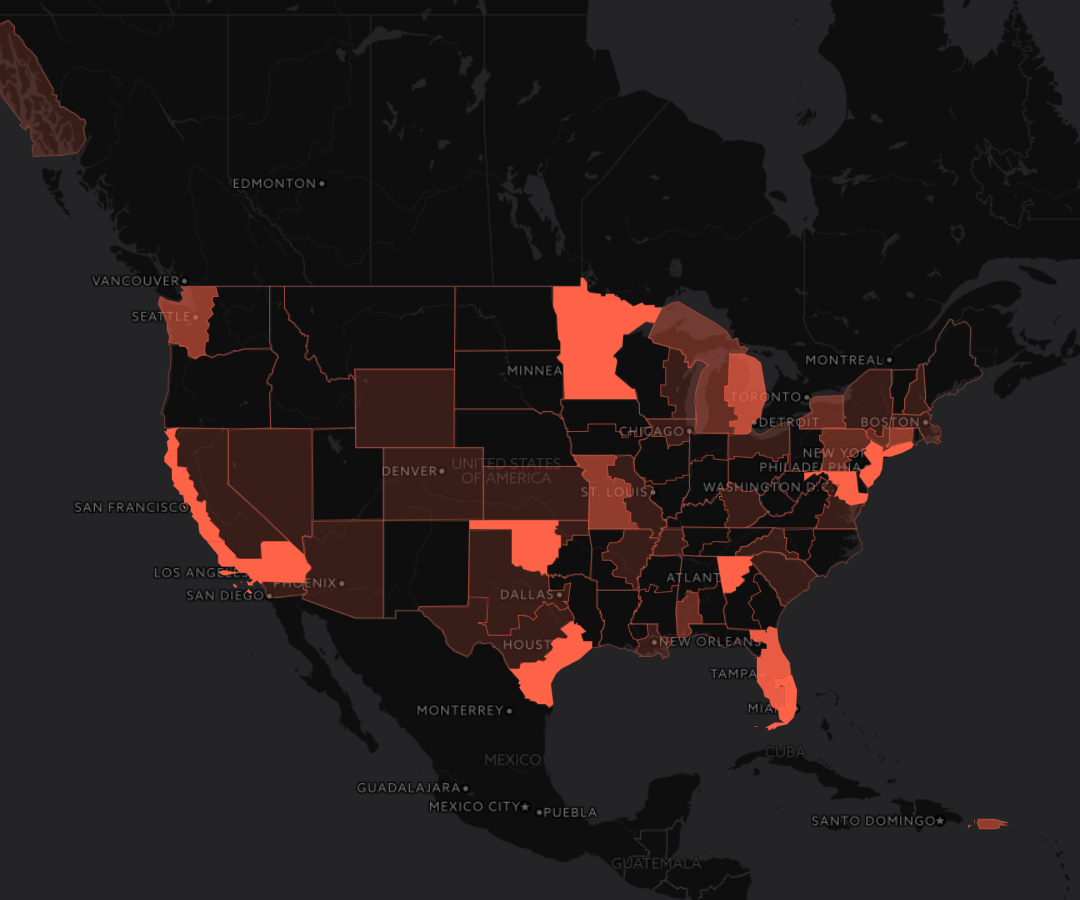 EDMONTON
VANCOUVER
SEATTLE
MONTREAL
MINNEA
TORONTO
BOSTON
DETROIT
CHICAGO
NEW YOR
UNITED STATES
OF AMERICA
DENVER
PHILADELPHIA
WASHINGTON D.C
ST. LOUIS
SAN FRANCISCO
LOS ANGELES
PHOENIX
ATLANT
SAN DIEGO
DALLAS
HOUST
NEW ORLEANS
TAMPA
MIA
MONTERREY
MEXICO
CUBA
GUADALAJARA
MEXICO CITY
PUEBLA
SANTO DOMINGO
GUATEMALA